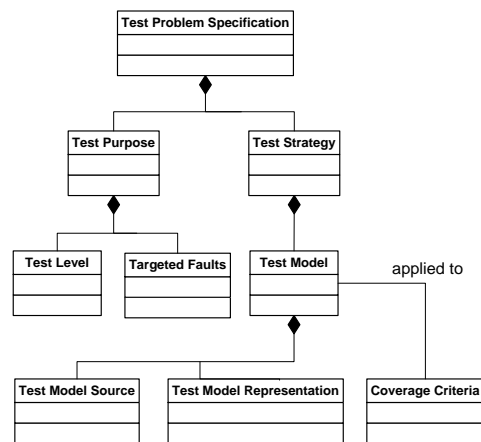 Test Problem Specification
Test Purpose
Test Strategy
Test Level
Targeted Faults
Test Model
applied to
Test Model Source
Test Model Representation
Coverage Criteria